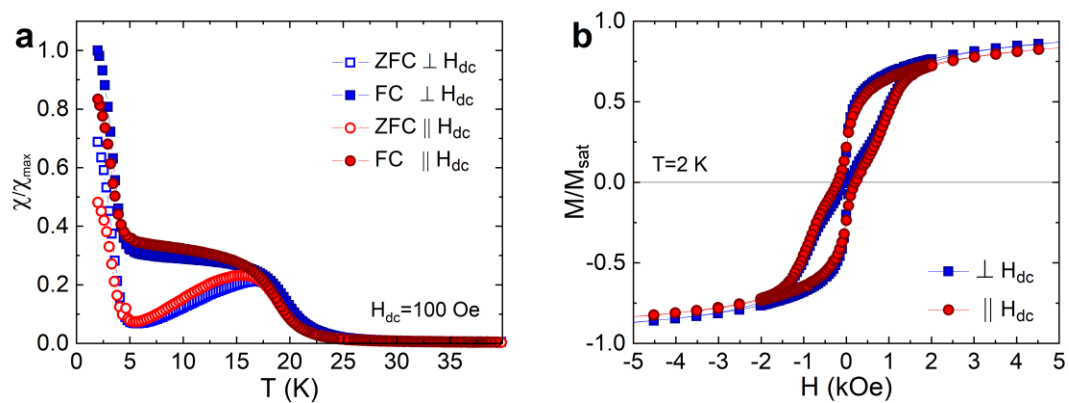 a
1.0
0.8
0.6
0.4
0.2
0.0
χ/χmax
ZFC ⊥ Hdc
FC ⊥ Hdc
ZFC || Hdc
FC || Hdc
Hdc=100 Oe
0 5 10 15 20 25 30 35
T (K)
b
1.0
0.5
0.0
-0.5
-1.0
M/Msat
T=2 K
⊥ Hdc
|| Hdc
-5 -4 -3 -2 -1 0 1 2 3 4 5
H (kOe)